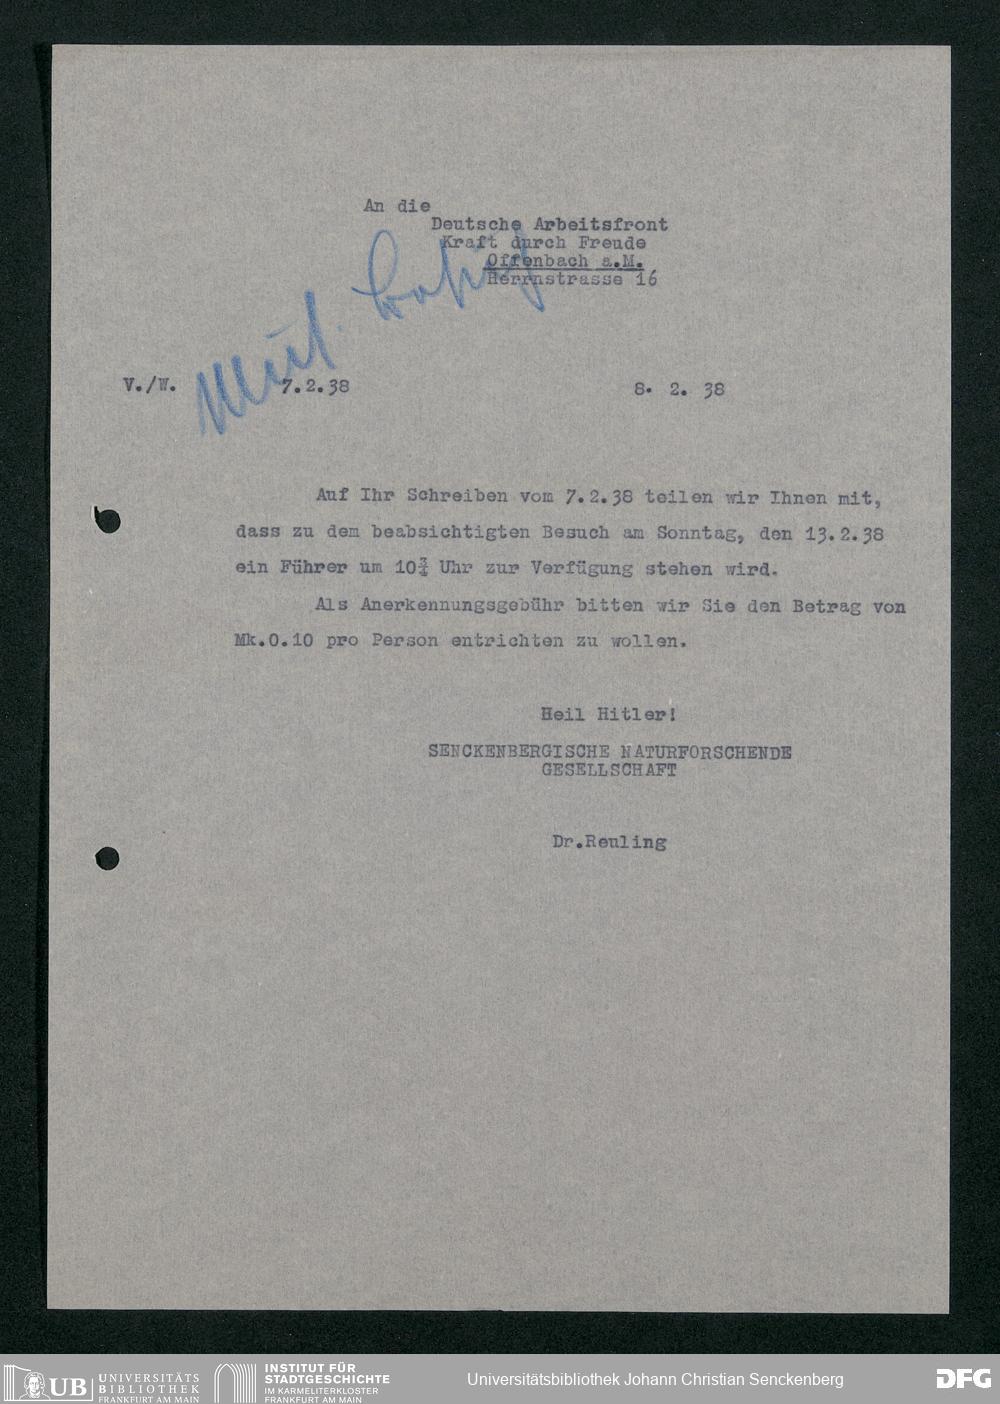 An die
Deutsche Arbeitsfront
Kraft durch Freude
Offenbach a.M.
Herrnstrasse 16
V./W. 7.2.38 8. 2. 38
Auf Ihr Schreiben vom 7.2.38 teilen wir Ihnen mit,
dass zu dem beabsichtigten Besuch am Sonntag, den 13.2.38
ein Führer um 10¾ Uhr zur Verfügung stehen wird.
Als Anerkennungsgebühr bitten wir Sie den Betrag von
Mk.0.10 pro Person entrichten zu wollen.
Heil Hitler!
SENCKENBERGISCHE NATURFORSCHENDE
GESELLSCHAFT
Dr.Reuling
UB UNIVERSITÄTS
BIBLIOTHEK
FRANKFURT AM MAIN
INSTITUT FÜR
STADTGESCHICHTE
IM KARMELITERKLOSTER
FRANKFURT AM MAIN
Universitätsbibliothek Johann Christian Senckenberg
DFG